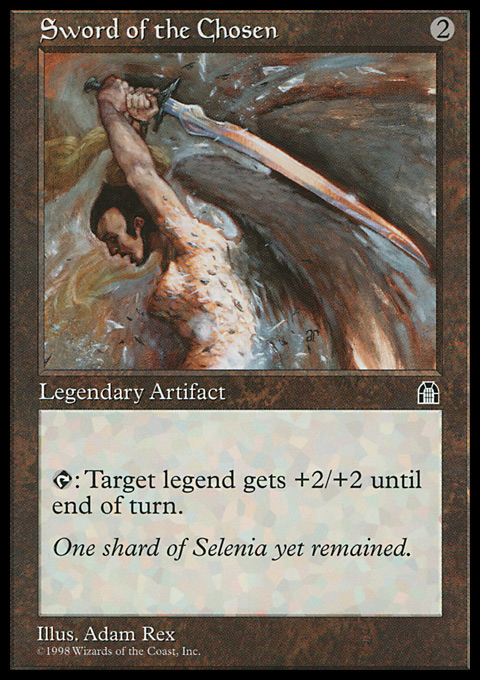 Sword of the Chosen 2
Legendary Artifact
: Target legend gets +2/+2 until
end of turn.
One shard of Selenia yet remained.
Illus. Adam Rex
©1998 Wizards of the Coast, Inc.